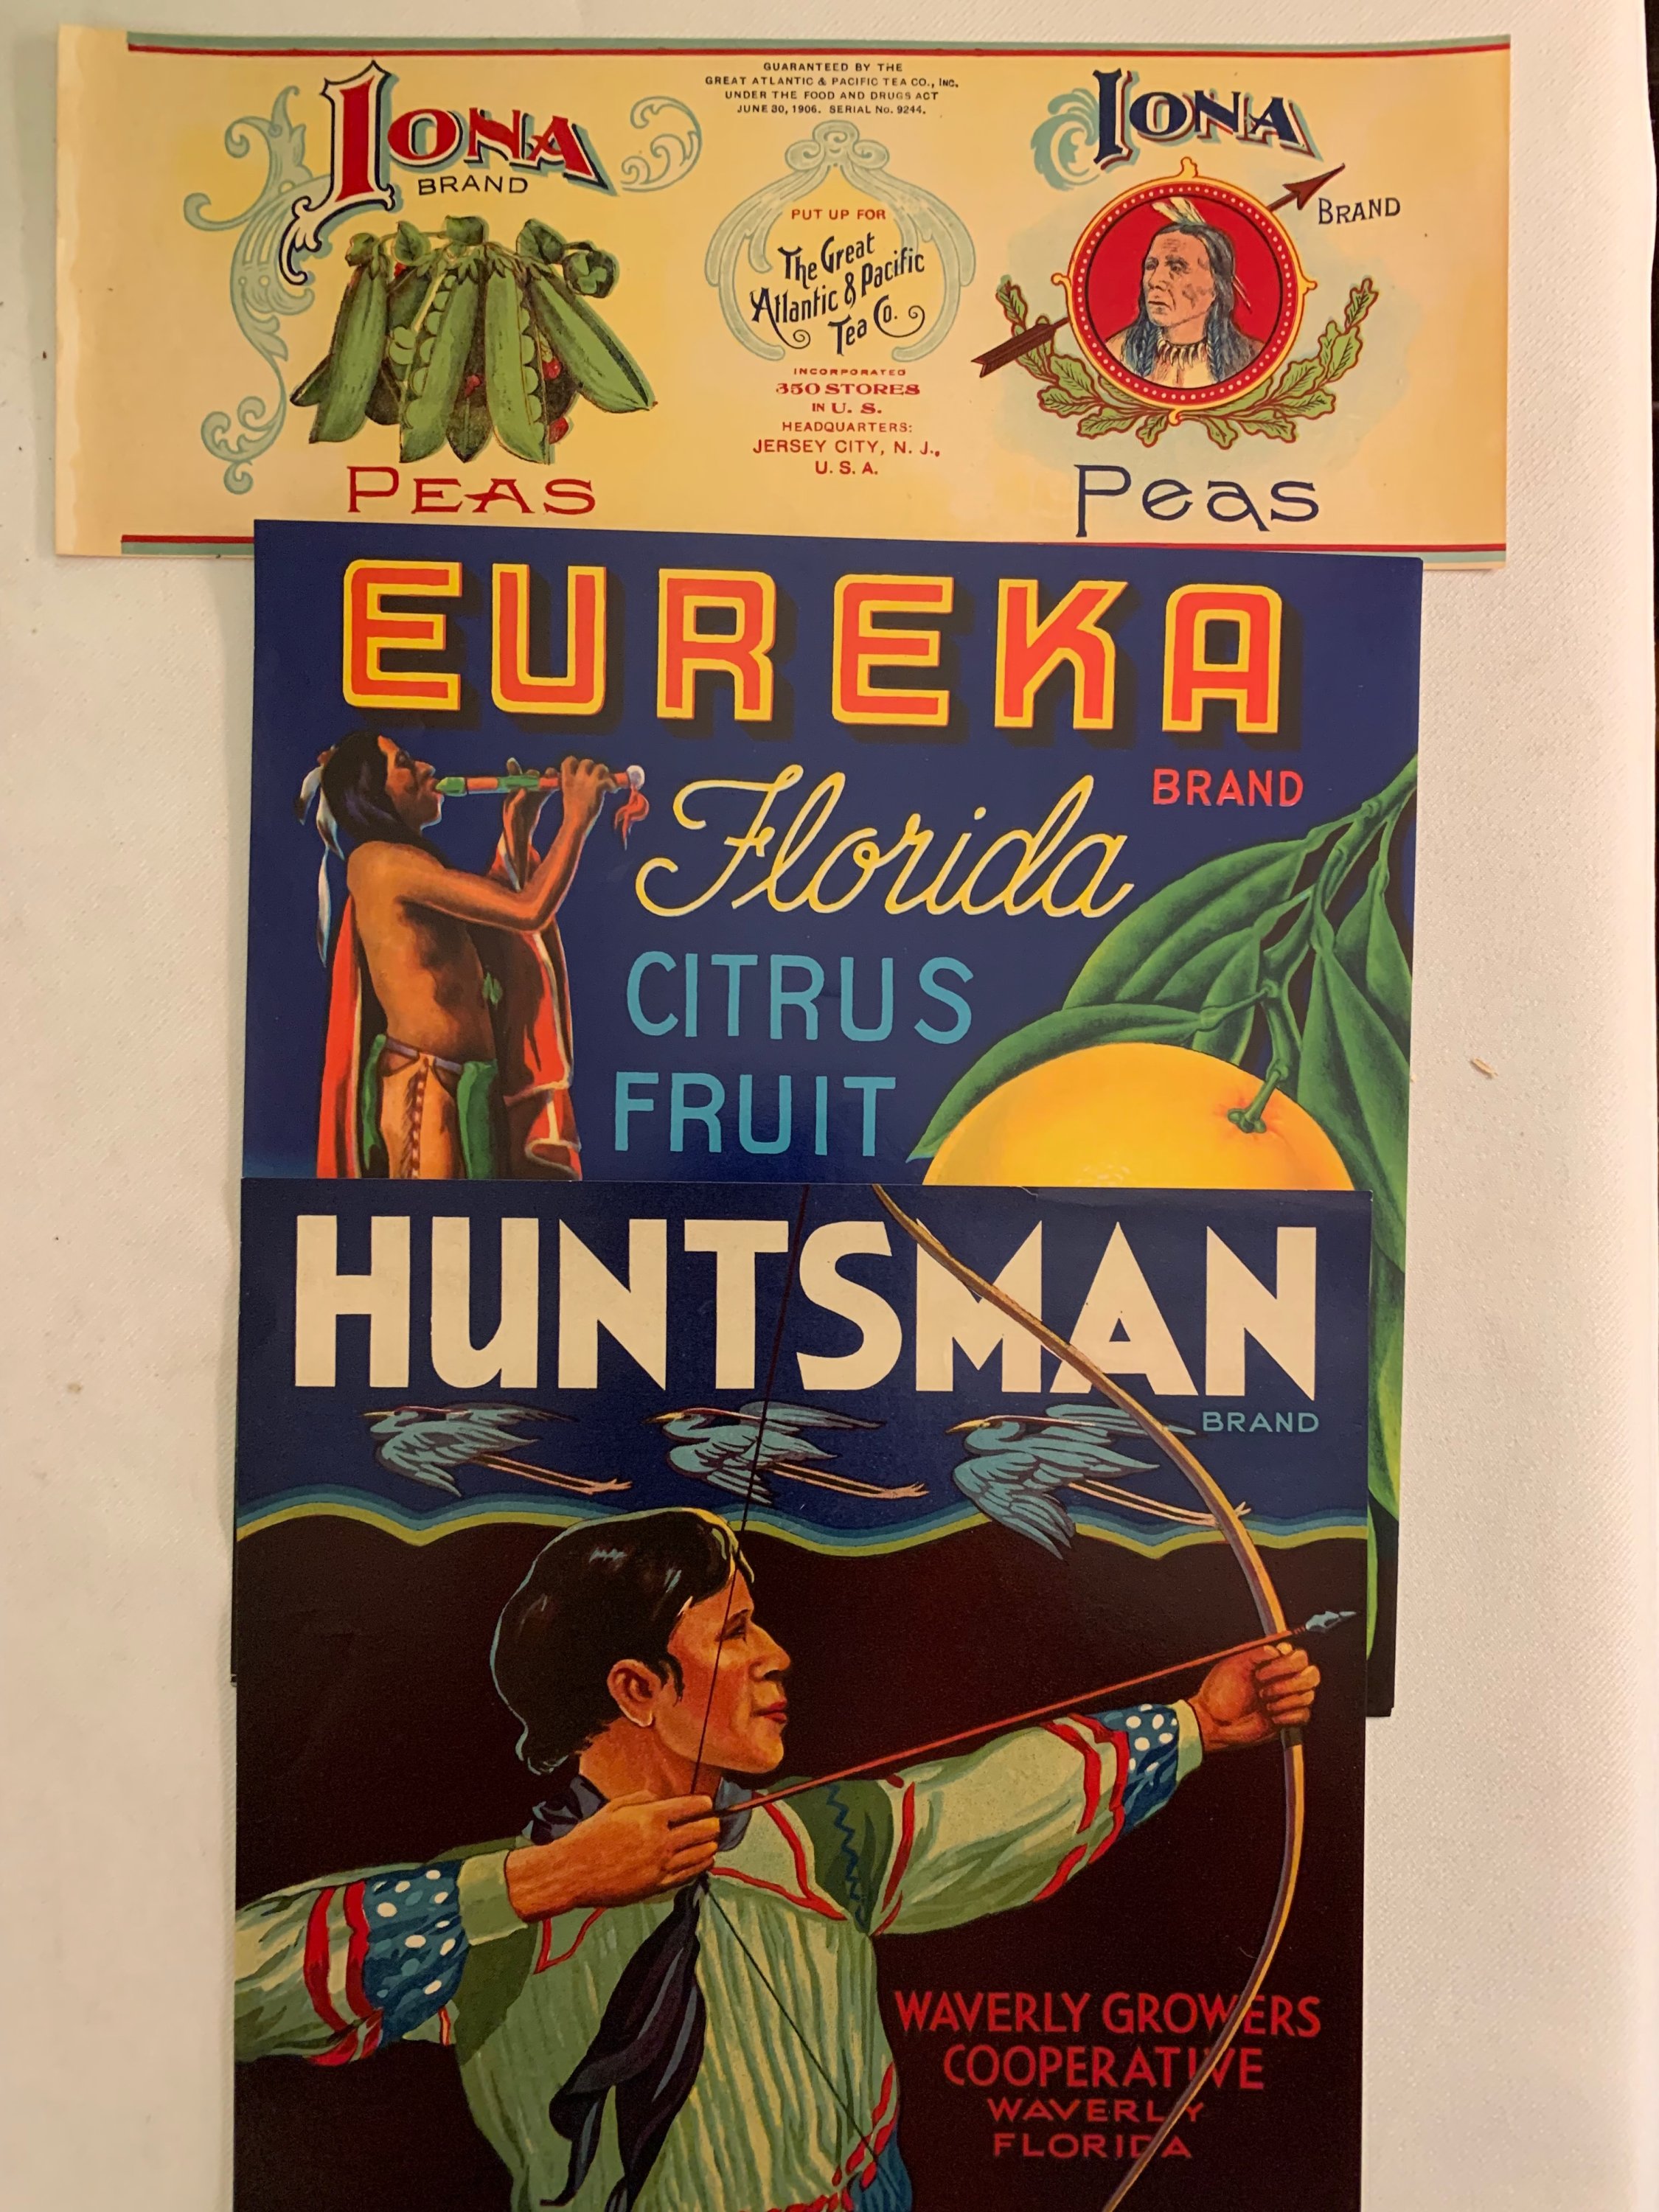 IONA
BRAND
PEAS
GUARANTEED BY THE
GREAT ATLANTIC & PACIFIC TEA CO., INC.
UNDER THE FOOD AND DRUGS ACT
JUNE 30, 1906. SERIAL No. 9244.
PUT UP FOR
The Great
Atlantic & Pacific
Tea Co.
INCORPORATED
350 STORES
IN U. S.
HEADQUARTERS:
JERSEY CITY, N. J.,
U. S. A.
IONA
BRAND
Peas
EUREKA
BRAND
Florida
CITRUS
FRUIT
HUNTSMAN
BRAND
WAVERLY GROWERS
COOPERATIVE
WAVERLY
FLORIDA